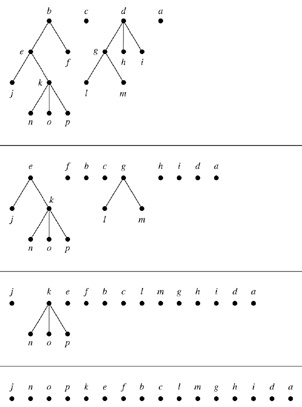 b c d a
e f g h i
j k l m
n o p
e f b c g h i d a
j k l m
n o p
j k e f b c l m g h i d a
n o p
j n o p k e f b c l m g h i d a